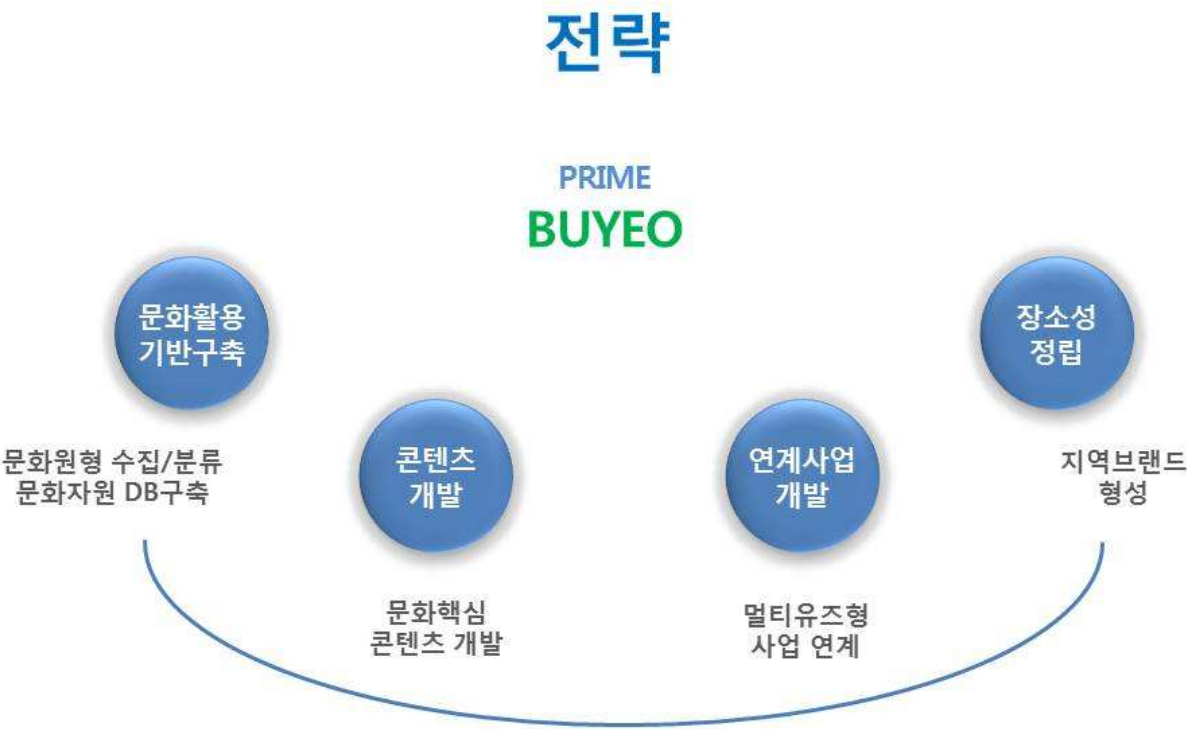 전략
PRIME
BUYEO
문화활용
기반구축
문화원형 수집/분류
문화자원 DB구축
콘텐츠
개발
문화핵심
콘텐츠 개발
연계사업
개발
멀티유즈형
사업 연계
장소성
정립
지역브랜드
형성